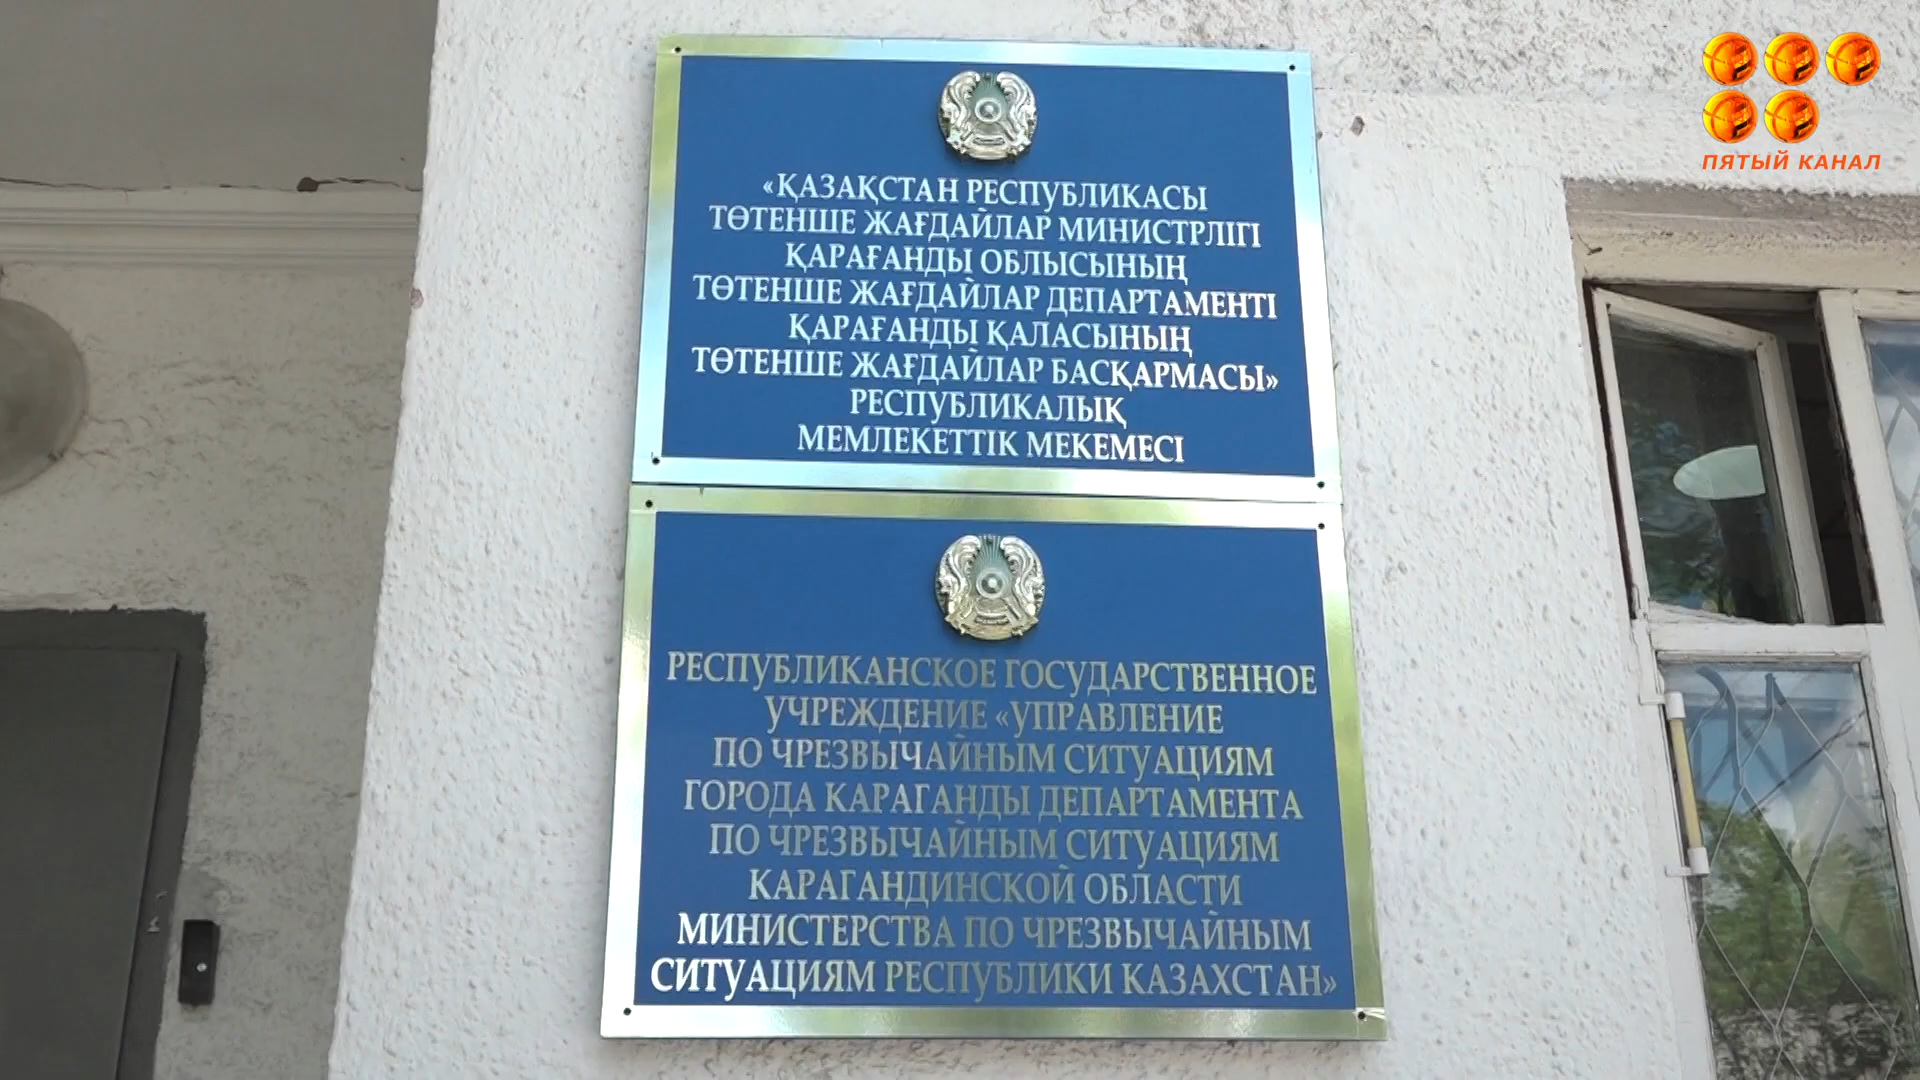 ПЯТЫЙ КАНАЛ
«ҚАЗАҚСТАН РЕСПУБЛИКАСЫ
ТӨТЕНШЕ ЖАҒДАЙЛАР МИНИСТРЛІГІ
ҚАРАҒАНДЫ ОБЛЫСЫНЫҢ
ТӨТЕНШЕ ЖАҒДАЙЛАР ДЕПАРТАМЕНТІ
ҚАРАҒАНДЫ ҚАЛАСЫНЫҢ
ТӨТЕНШЕ ЖАҒДАЙЛАР БАСҚАРМАСЫ»
РЕСПУБЛИКАЛЫҚ
МЕМЛЕКЕТТІК МЕКЕМЕСІ
РЕСПУБЛИКАНСКОЕ ГОСУДАРСТВЕННОЕ
УЧРЕЖДЕНИЕ «УПРАВЛЕНИЕ
ПО ЧРЕЗВЫЧАЙНЫМ СИТУАЦИЯМ
ГОРОДА КАРАГАНДЫ ДЕПАРТАМЕНТА
ПО ЧРЕЗВЫЧАЙНЫМ СИТУАЦИЯМ
КАРАГАНДИНСКОЙ ОБЛАСТИ
МИНИСТЕРСТВА ПО ЧРЕЗВЫЧАЙНЫМ
СИТУАЦИЯМ РЕСПУБЛИКИ КАЗАХСТАН»